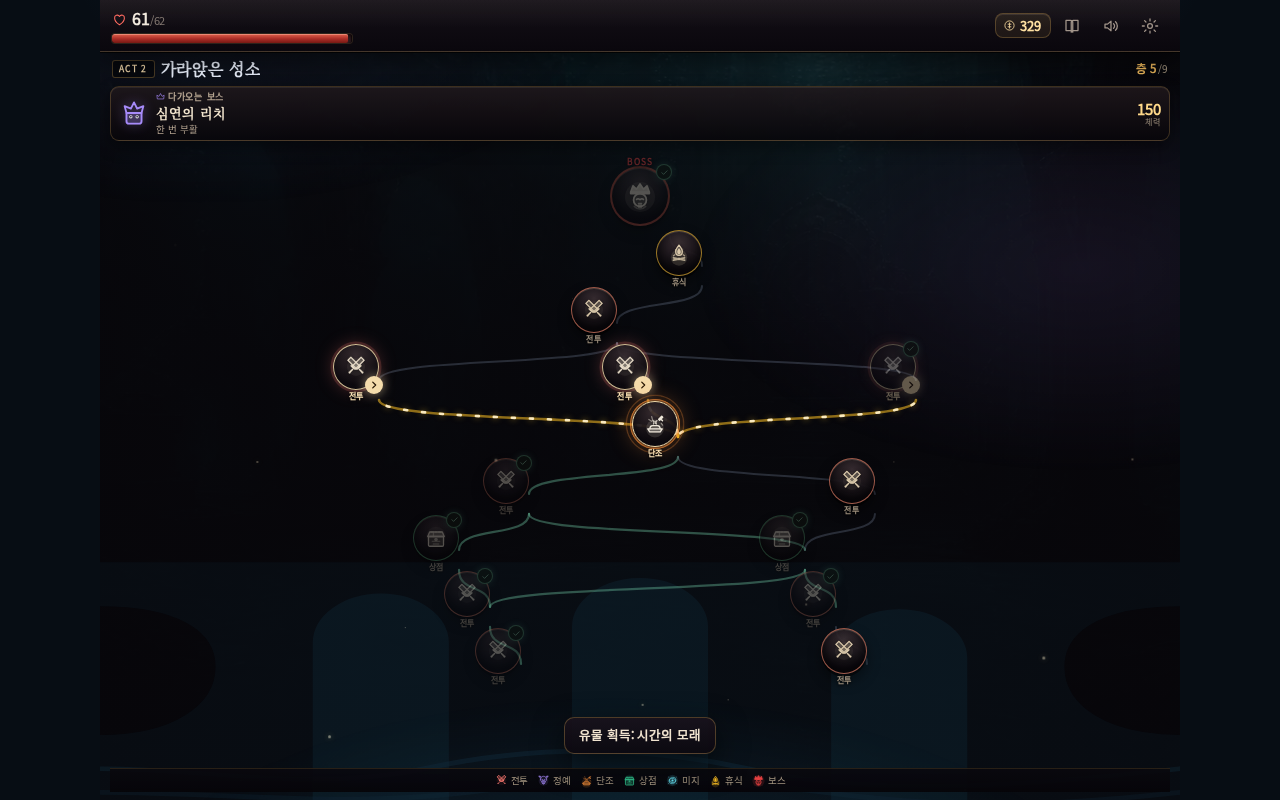 61/62
329
ACT 2 가라앉은 성소
층 5/9
다가오는 보스
심연의 리치
한 번 부활
150
체력
BOSS
휴식
전투
전투
전투
전투
단조
전투
전투
상점
상점
전투
전투
전투
전투
유물 획득: 시간의 모래
전투 정예 단조 상점 미지 휴식 보스